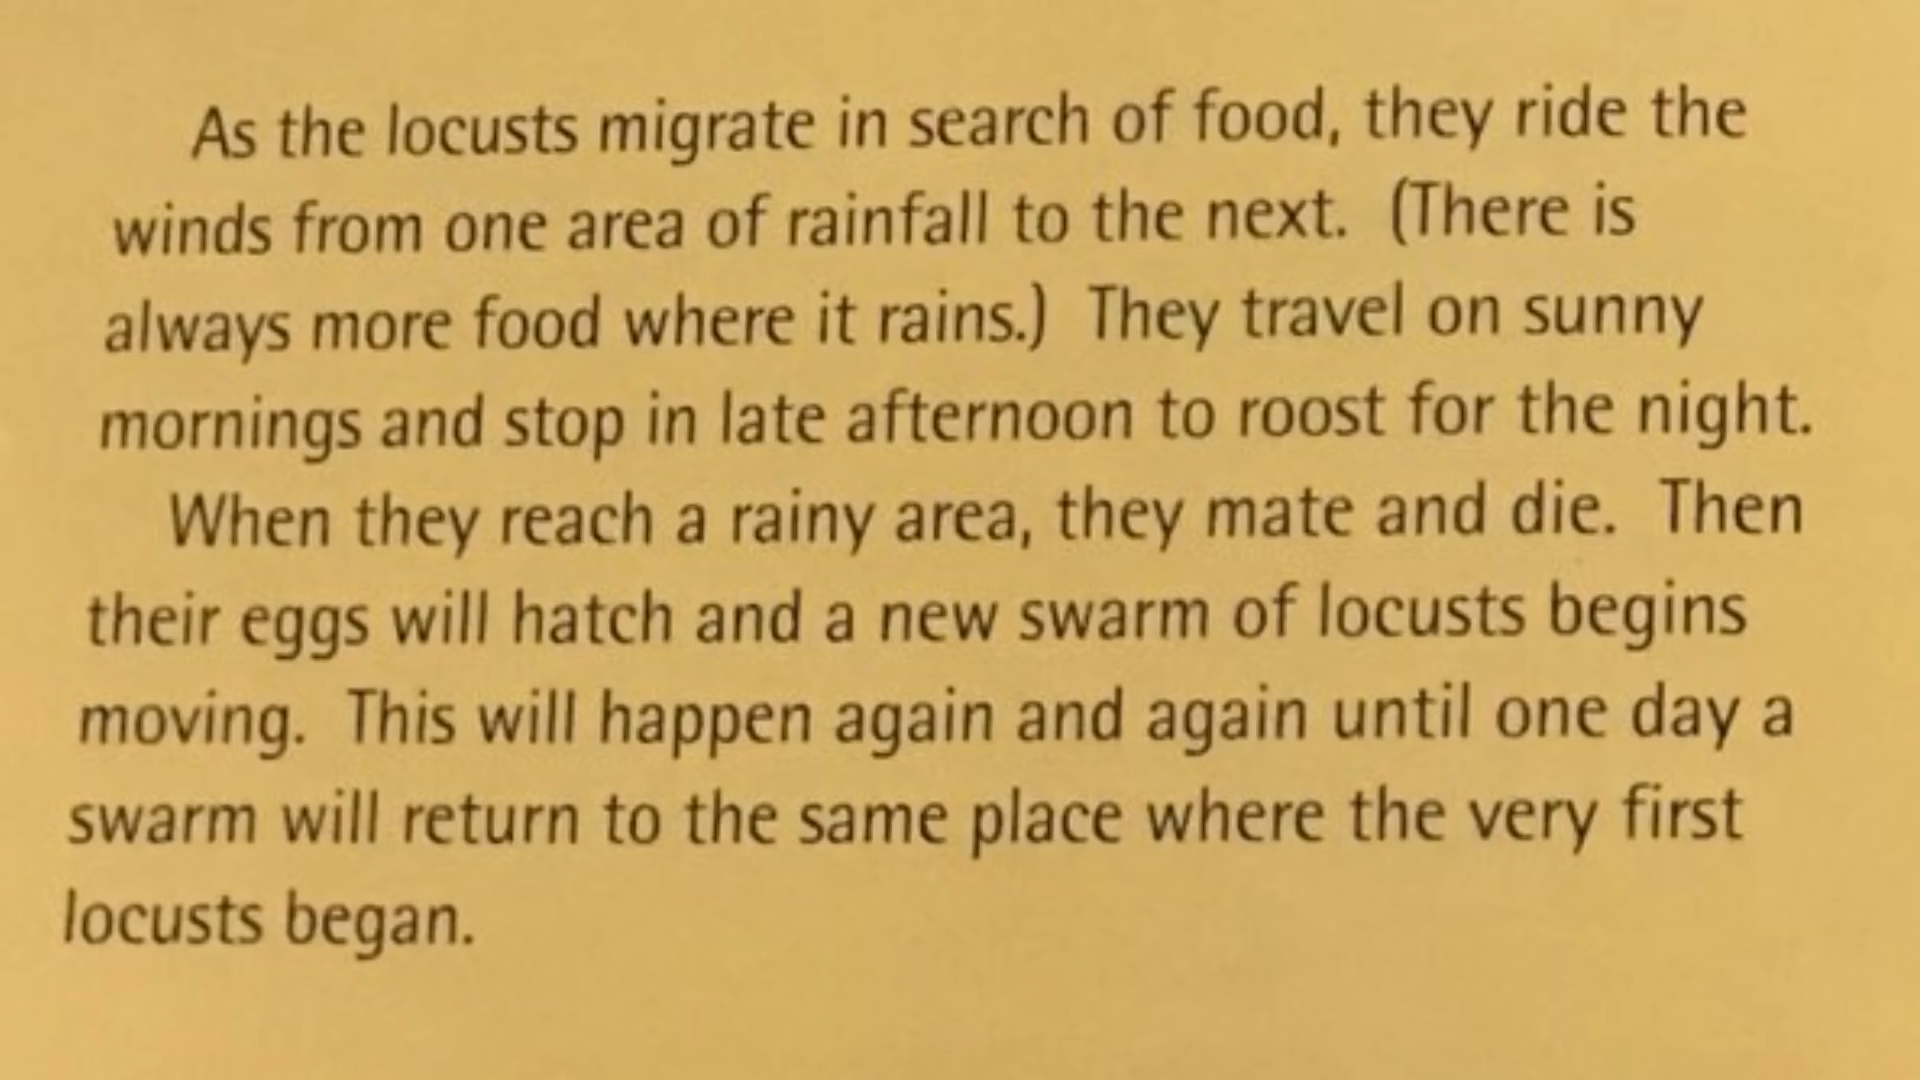 As the locusts migrate in search of food, they ride the
winds from one area of rainfall to the next. (There is
always more food where it rains.) They travel on sunny
mornings and stop in late afternoon to roost for the night.
When they reach a rainy area, they mate and die. Then
their eggs will hatch and a new swarm of locusts begins
moving. This will happen again and again until one day a
swarm will return to the same place where the very first
locusts began.